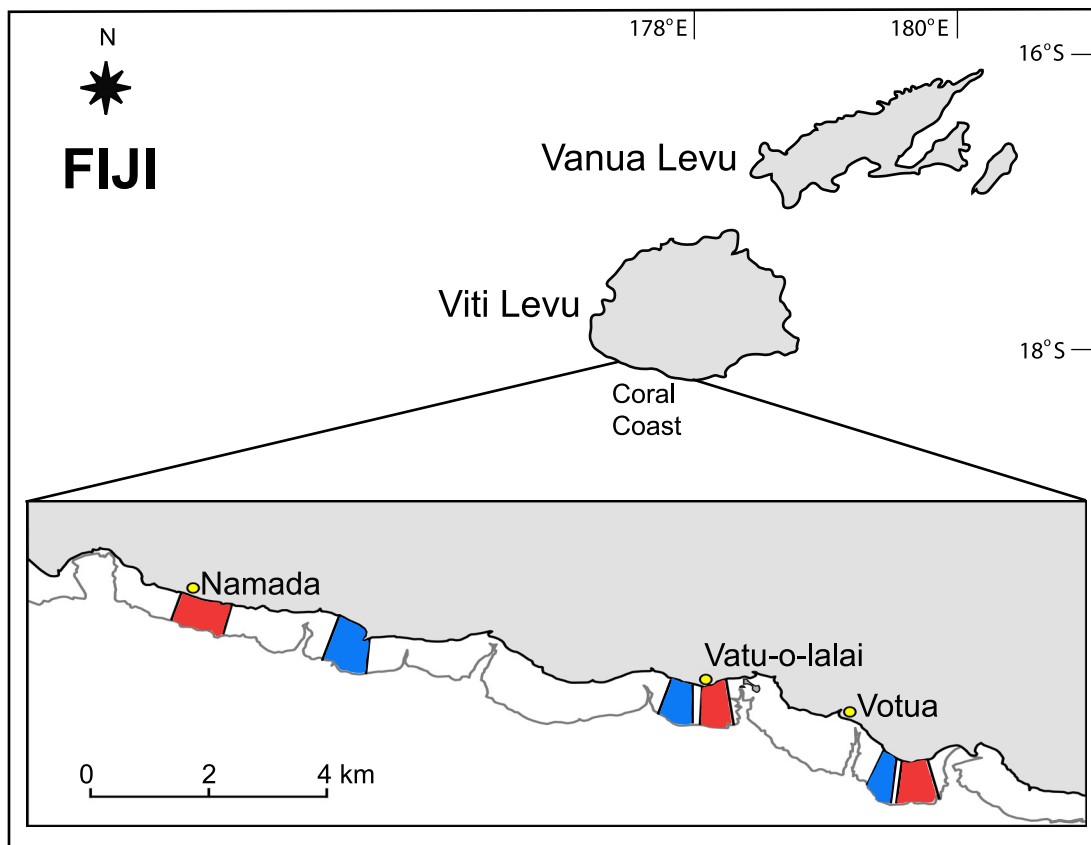 N
FIJI
178°E
180°E
16°S
Vanua Levu
Viti Levu
18°S
Coral
Coast
Namada
Vatu-o-lalai
Votua
0 2 4 km